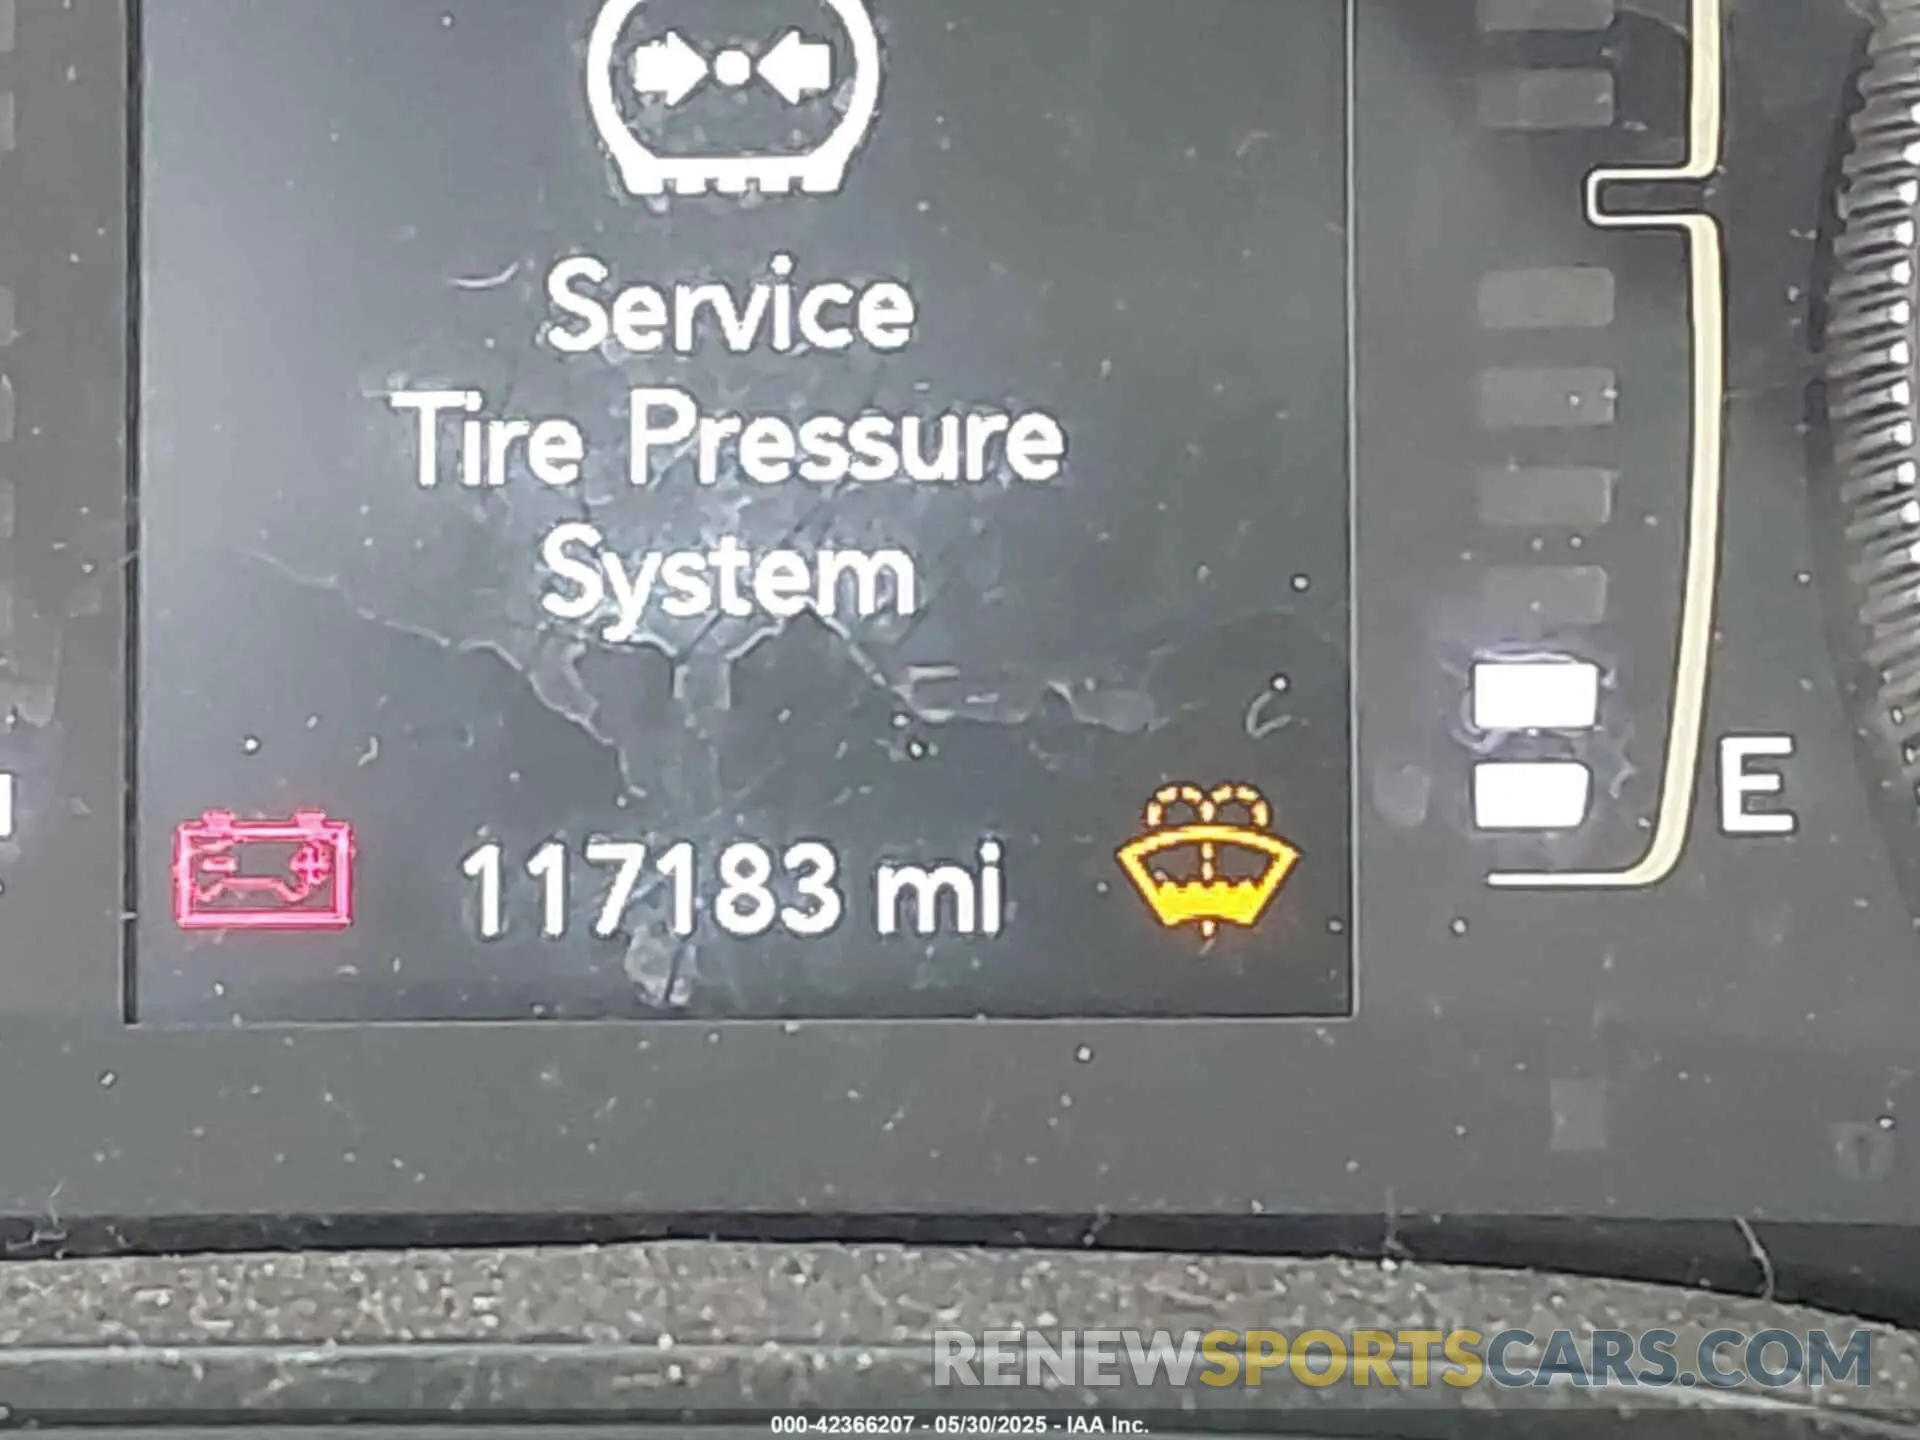 Service
Tire Pressure
System
117183 mi
E
RENEWSPORTSCARS.COM
000-42366207 - 05/30/2025 - IAA Inc.